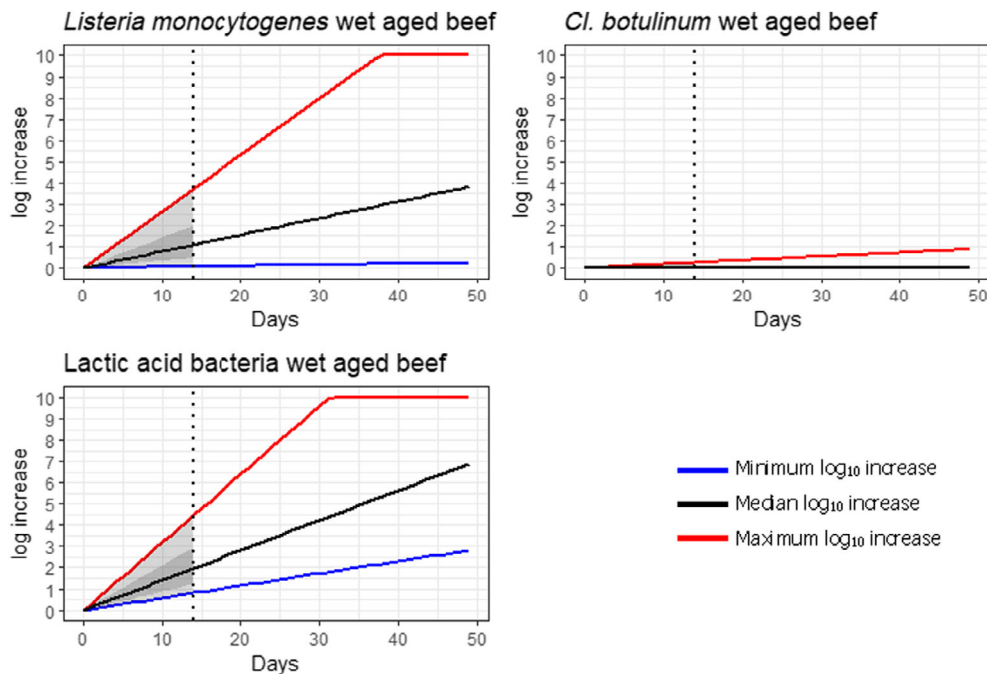 Listeria monocytogenes wet aged beef
log increase
10
9
8
7
6
5
4
3
2
1
0
0 10 20 30 40 50
Days
Cl. botulinum wet aged beef
log increase
10
9
8
7
6
5
4
3
2
1
0
0 10 20 30 40 50
Days
Lactic acid bacteria wet aged beef
log increase
10
9
8
7
6
5
4
3
2
1
0
0 10 20 30 40 50
Days
Minimum log₁₀ increase
Median log₁₀ increase
Maximum log₁₀ increase